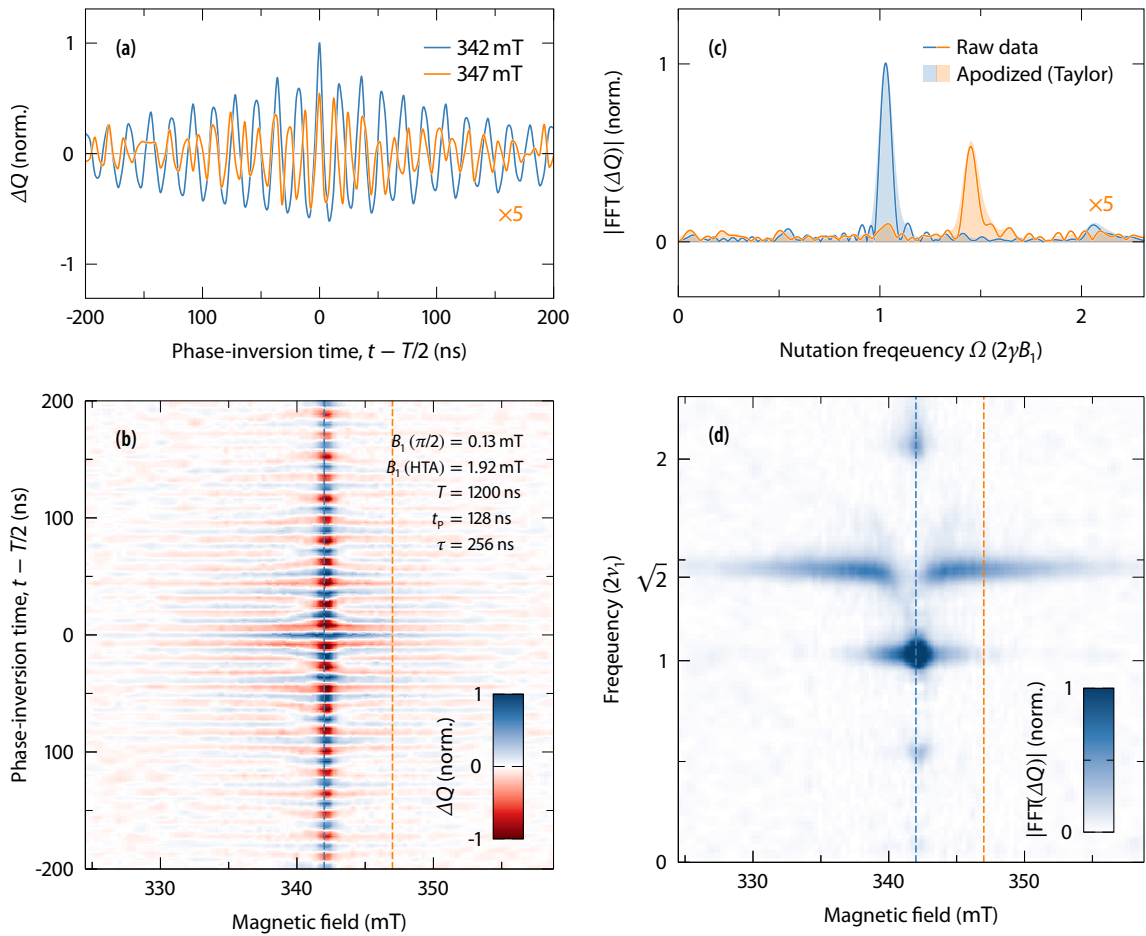 (a)
342 mT
347 mT
×5
1
0
-1
ΔQ (norm.)
-200
100
0
100
200
Phase-inversion time, t − T/2 (ns)
(c)
Raw data
Apodized (Taylor)
×5
1
0
|FFT (ΔQ)| (norm.)
0
1
2
Nutation freqeuency Ω (2γB₁)
(b)
B₁ (π/2) = 0.13 mT
B₁ (HTA) = 1.92 mT
T = 1200 ns
tₚ = 128 ns
τ = 256 ns
200
100
0
100
-200
Phase-inversion time, t − T/2 (ns)
1
0
-1
ΔQ (norm.)
330
340
350
Magnetic field (mT)
(d)
2
√2
1
0
Freqeuency (2ν₁)
1
0
|FFT(ΔQ)| (norm.)
330
340
350
Magnetic field (mT)